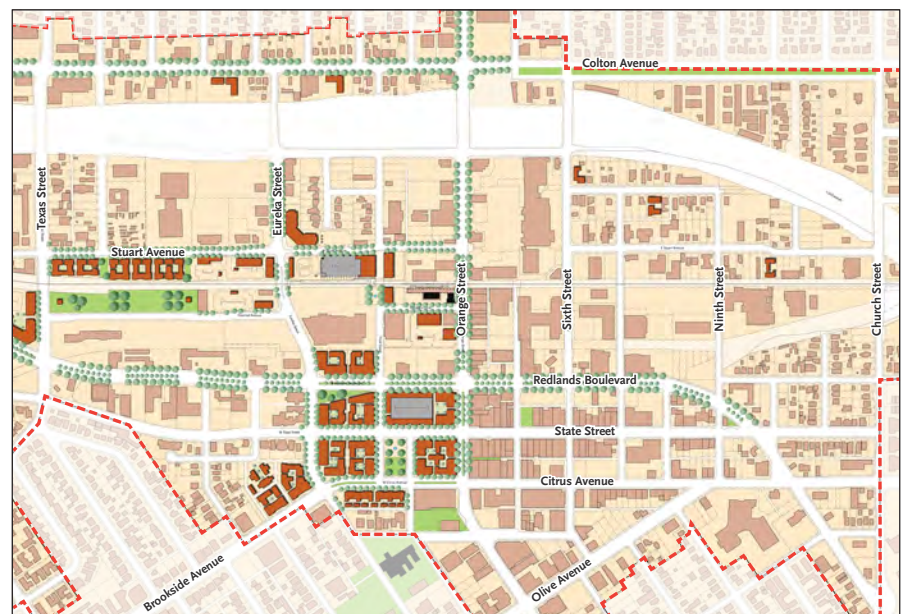 Colton Avenue
Texas Street
Eureka Street
Stuart Avenue
Orange Street
Sixth Street
Ninth Street
Church Street
Redlands Boulevard
State Street
Citrus Avenue
Brookside Avenue
Olive Avenue